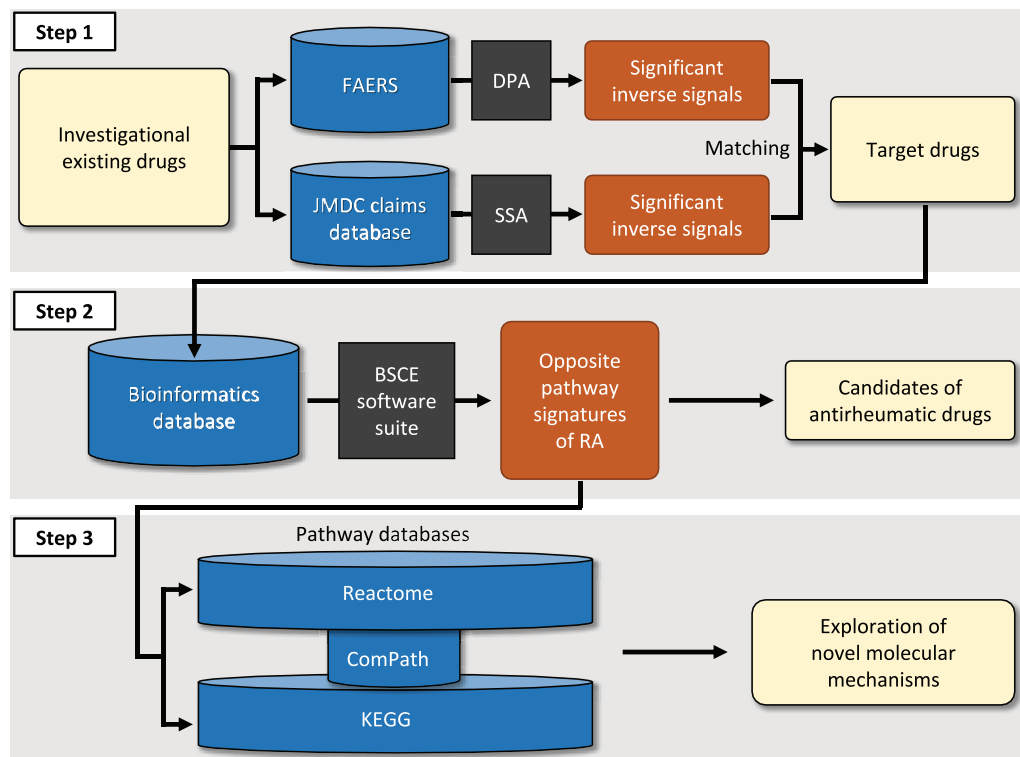 Step 1
Investigational
existing drugs
FAERS
DPA
Significant
inverse signals
JMDC claims
database
SSA
Significant
inverse signals
Matching
Target drugs
Step 2
Bioinformatics
database
BSCE
software
suite
Opposite
pathway
signatures
of RA
Candidates of
antirheumatic drugs
Step 3
Pathway databases
Reactome
ComPath
KEGG
Exploration of
novel molecular
mechanisms